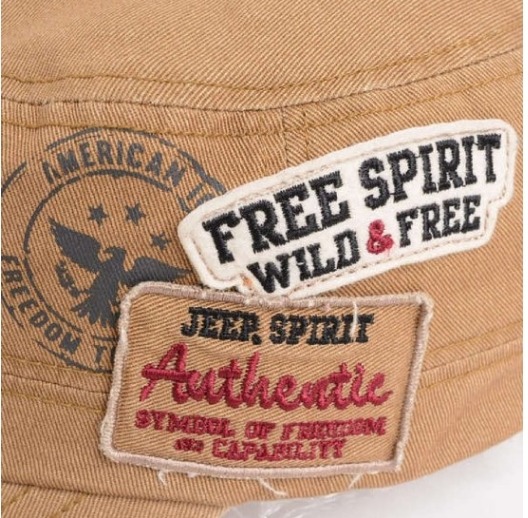 AMERICAN
FREEDOM
FREE SPIRIT
WILD & FREE
JEEP. SPIRIT
Authentic
SYMBOL OF FREEDOM
AND CAPABILITY